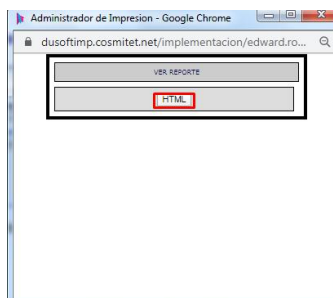 Administrador de Impresion - Google Chrome
dusoftimp.cosmitet.net/implementacion/edward.ro...
VER REPORTE
HTML